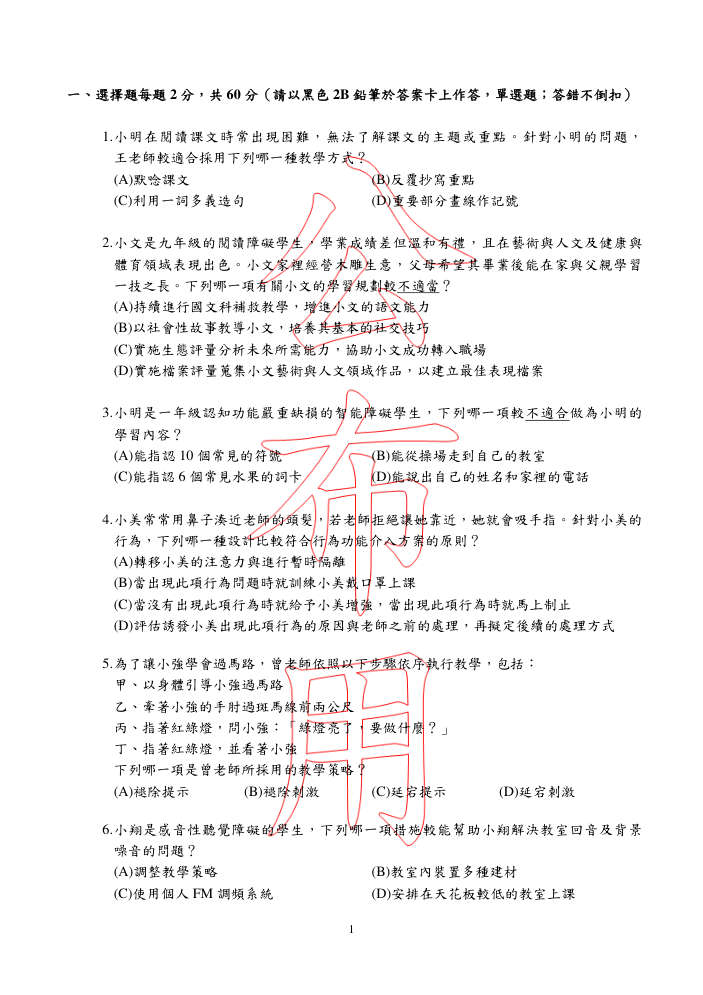 一、選擇題每題 2 分，共 60 分（請以黑色 2B 鉛筆於答案卡上作答，單選題；答錯不倒扣）
1.小明在閱讀課文時常出現困難，無法了解課文的主題或重點。針對小明的問題，
王老師較適合採用下列哪一種教學方式？
(A)默唸課文 (B)反覆抄寫重點
(C)利用一詞多義造句 (D)重要部分畫線作記號
2.小文是九年級的閱讀障礙學生，學業成績差但溫和有禮，且在藝術與人文及健康與
體育領域表現出色。小文家裡經營木雕生意，父母希望其畢業後能在家與父親學習
一技之長。下列哪一項有關小文的學習規劃較不適當？
(A)持續進行國文科補救教學，增進小文的語文能力
(B)以社會性故事教導小文，培養其基本的社交技巧
(C)實施生態評量分析未來所需能力，協助小文成功轉入職場
(D)實施檔案評量蒐集小文藝術與人文領域作品，以建立最佳表現檔案
3.小明是一年級認知功能嚴重缺損的智能障礙學生，下列哪一項較不適合做為小明的
學習內容？
(A)能指認 10 個常見的符號 (B)能從操場走到自己的教室
(C)能指認 6 個常見水果的詞卡 (D)能說出自己的姓名和家裡的電話
4.小美常常用鼻子湊近老師的頭髮，若老師拒絕讓她靠近，她就會吸手指。針對小美的
行為，下列哪一種設計比較符合行為功能介入方案的原則？
(A)轉移小美的注意力與進行暫時隔離
(B)當出現此項行為問題時就訓練小美戴口罩上課
(C)當沒有出現此項行為時就給予小美增強，當出現此項行為時就馬上制止
(D)評估誘發小美出現此項行為的原因與老師之前的處理，再擬定後續的處理方式
5.為了讓小強學會過馬路，曾老師依照以下步驟依序執行教學，包括：
甲、以身體引導小強過馬路
乙、牽著小強的手肘過斑馬線前兩公尺
丙、指著紅綠燈，問小強：「綠燈亮了，要做什麼？」
丁、指著紅綠燈，並看著小強
下列哪一項是曾老師所採用的教學策略？
(A)褪除提示 (B)褪除刺激 (C)延宕提示 (D)延宕刺激
6.小翔是感音性聽覺障礙的學生，下列哪一項措施較能幫助小翔解決教室回音及背景
噪音的問題？
(A)調整教學策略 (B)教室內裝置多種建材
(C)使用個人 FM 調頻系統 (D)安排在天花板較低的教室上課
1
公布用